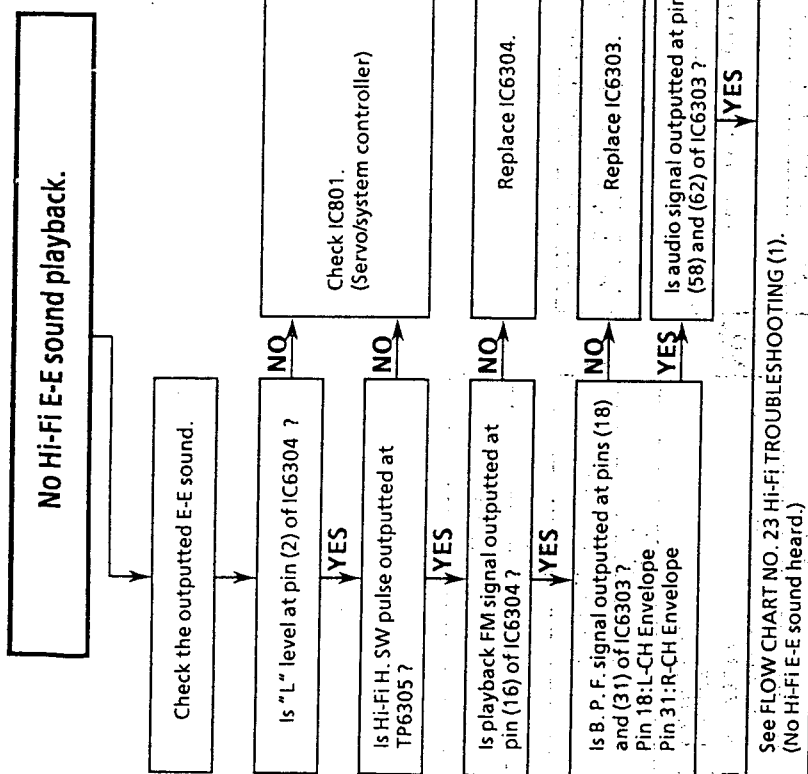 No Hi-Fi E-E sound playback.
Check the outputted E-E sound.
Is "L" level at pin (2) of IC6304 ?
NO
Check IC801.
(Servo/system controller)
YES
Is Hi-Fi H. SW pulse outputted at
TP6305 ?
NO
YES
Is playback FM signal outputted at
pin (16) of IC6304 ?
NO
Replace IC6304.
YES
Is B. P. F. signal outputted at pins (18)
and (31) of IC6303 ?
Pin 18:L-CH Envelope
Pin 31:R-CH Envelope
NO
Replace IC6303.
YES
Is audio signal outputted at pin
(58) and (62) of IC6303 ?
YES
See FLOW CHART NO. 23 Hi-Fi TROUBLESHOOTING (1).
(No Hi-Fi E-E sound heard.)